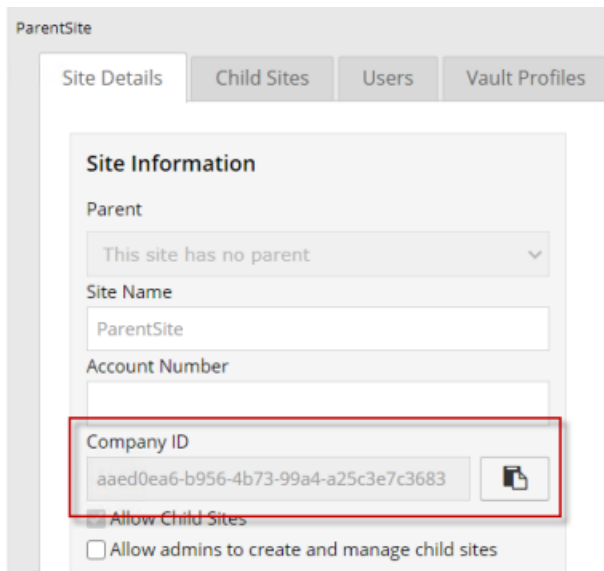 ParentSite
Site Details Child Sites Users Vault Profiles
Site Information
Parent
This site has no parent
Site Name
ParentSite
Account Number
Company ID
aaed0ea6-b956-4b73-99a4-a25c3e7c3683
Allow Child Sites
Allow admins to create and manage child sites